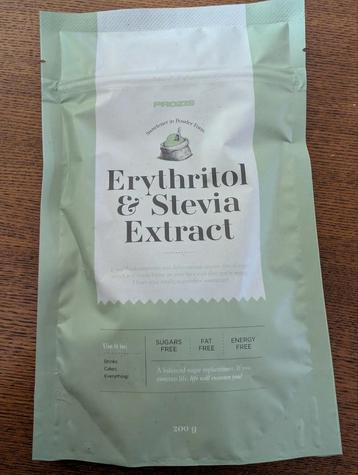 PROZIS
Sweetener in Powder Form
Erythritol
& Stevia
Extract
Use it in:
Drinks
Cakes
Everything!
SUGARS
FREE
FAT
FREE
ENERGY
FREE
A balanced sugar replacement. If you
sweeten life, life will sweeten you!
200 g